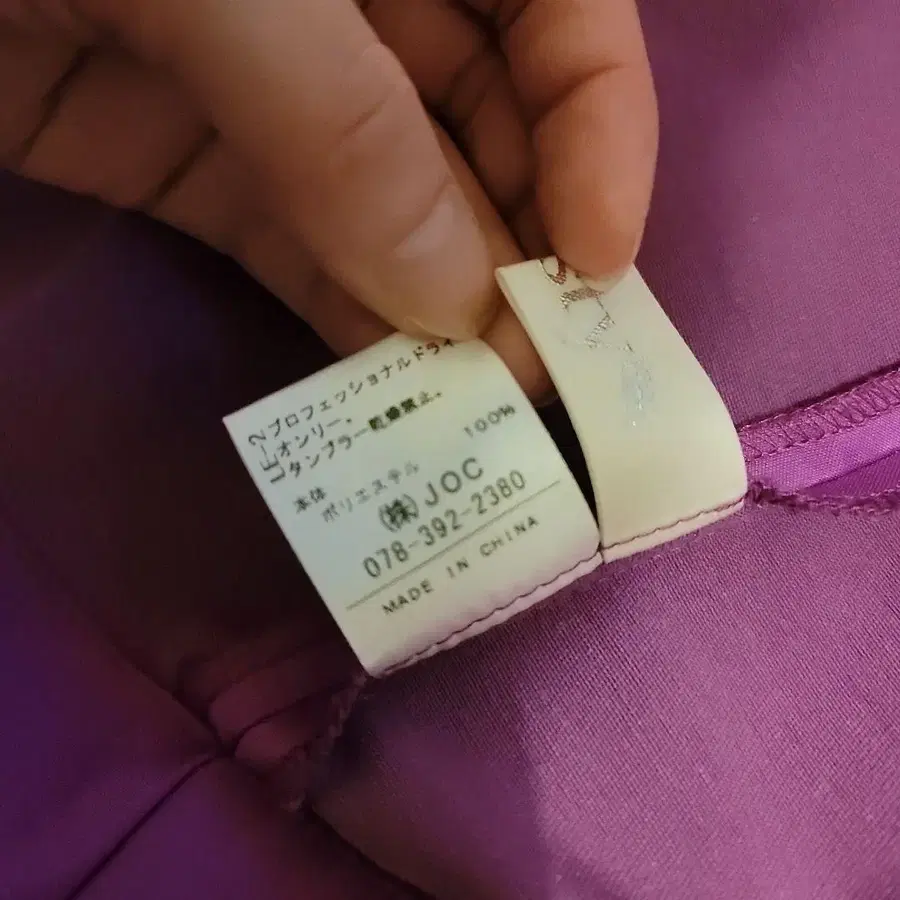 LE-2プロフェッショナルドライ
オンリー。
タンブラー乾燥禁止。
本体
ポリエステル 100%
㈱JOC
078-392-2380
MADE IN CHINA